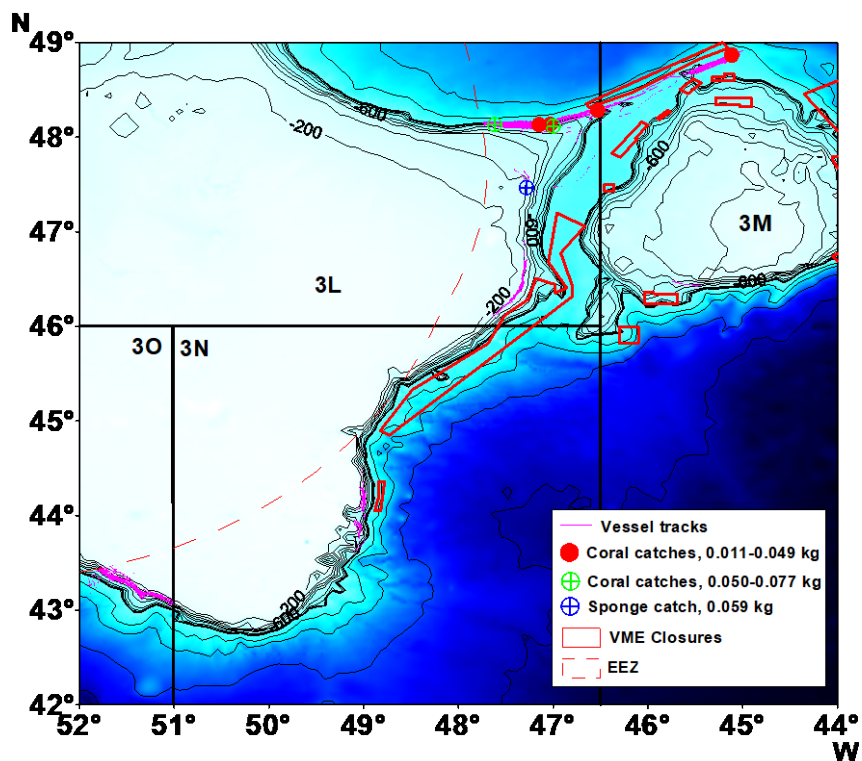 N
49°
48°
47°
46°
45°
44°
43°
42°
52°
51°
50°
49°
48°
47°
46°
45°
44°
W
-600
-200
-600
-600
3M
3L
-200
-800
3O
3N
-200
-600
Vessel tracks
Coral catches, 0.011-0.049 kg
Coral catches, 0.050-0.077 kg
Sponge catch, 0.059 kg
VME Closures
EEZ